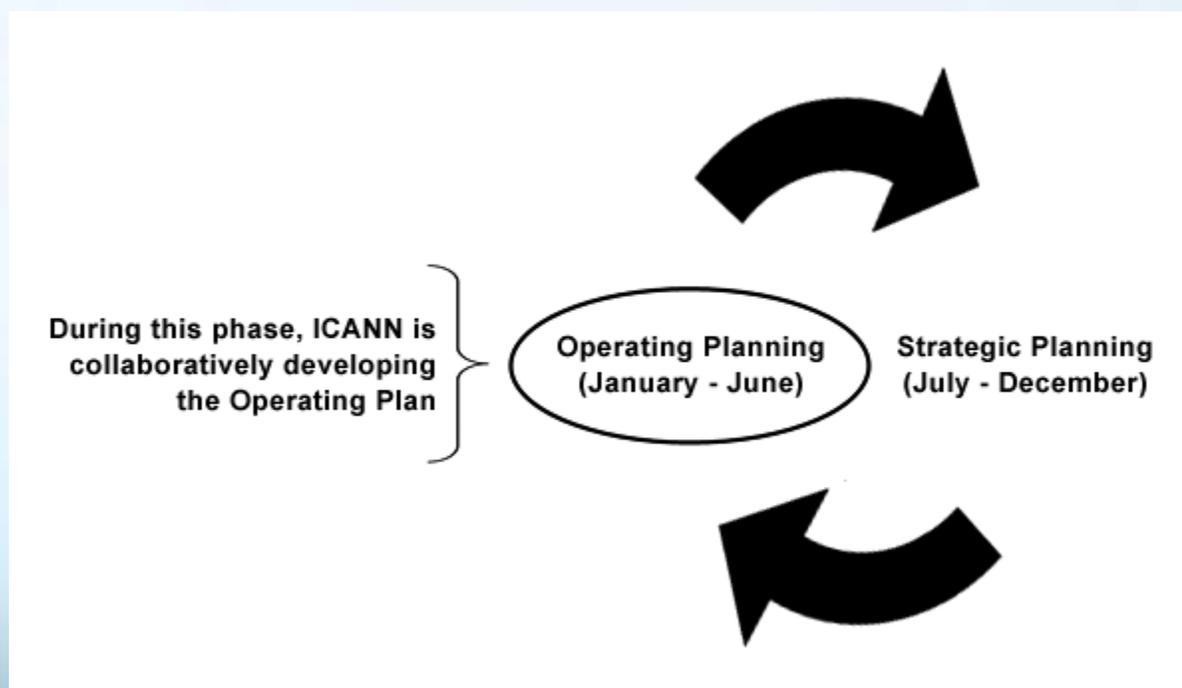 During this phase, ICANN is
collaboratively developing
the Operating Plan
Operating Planning
(January - June)
Strategic Planning
(July - December)